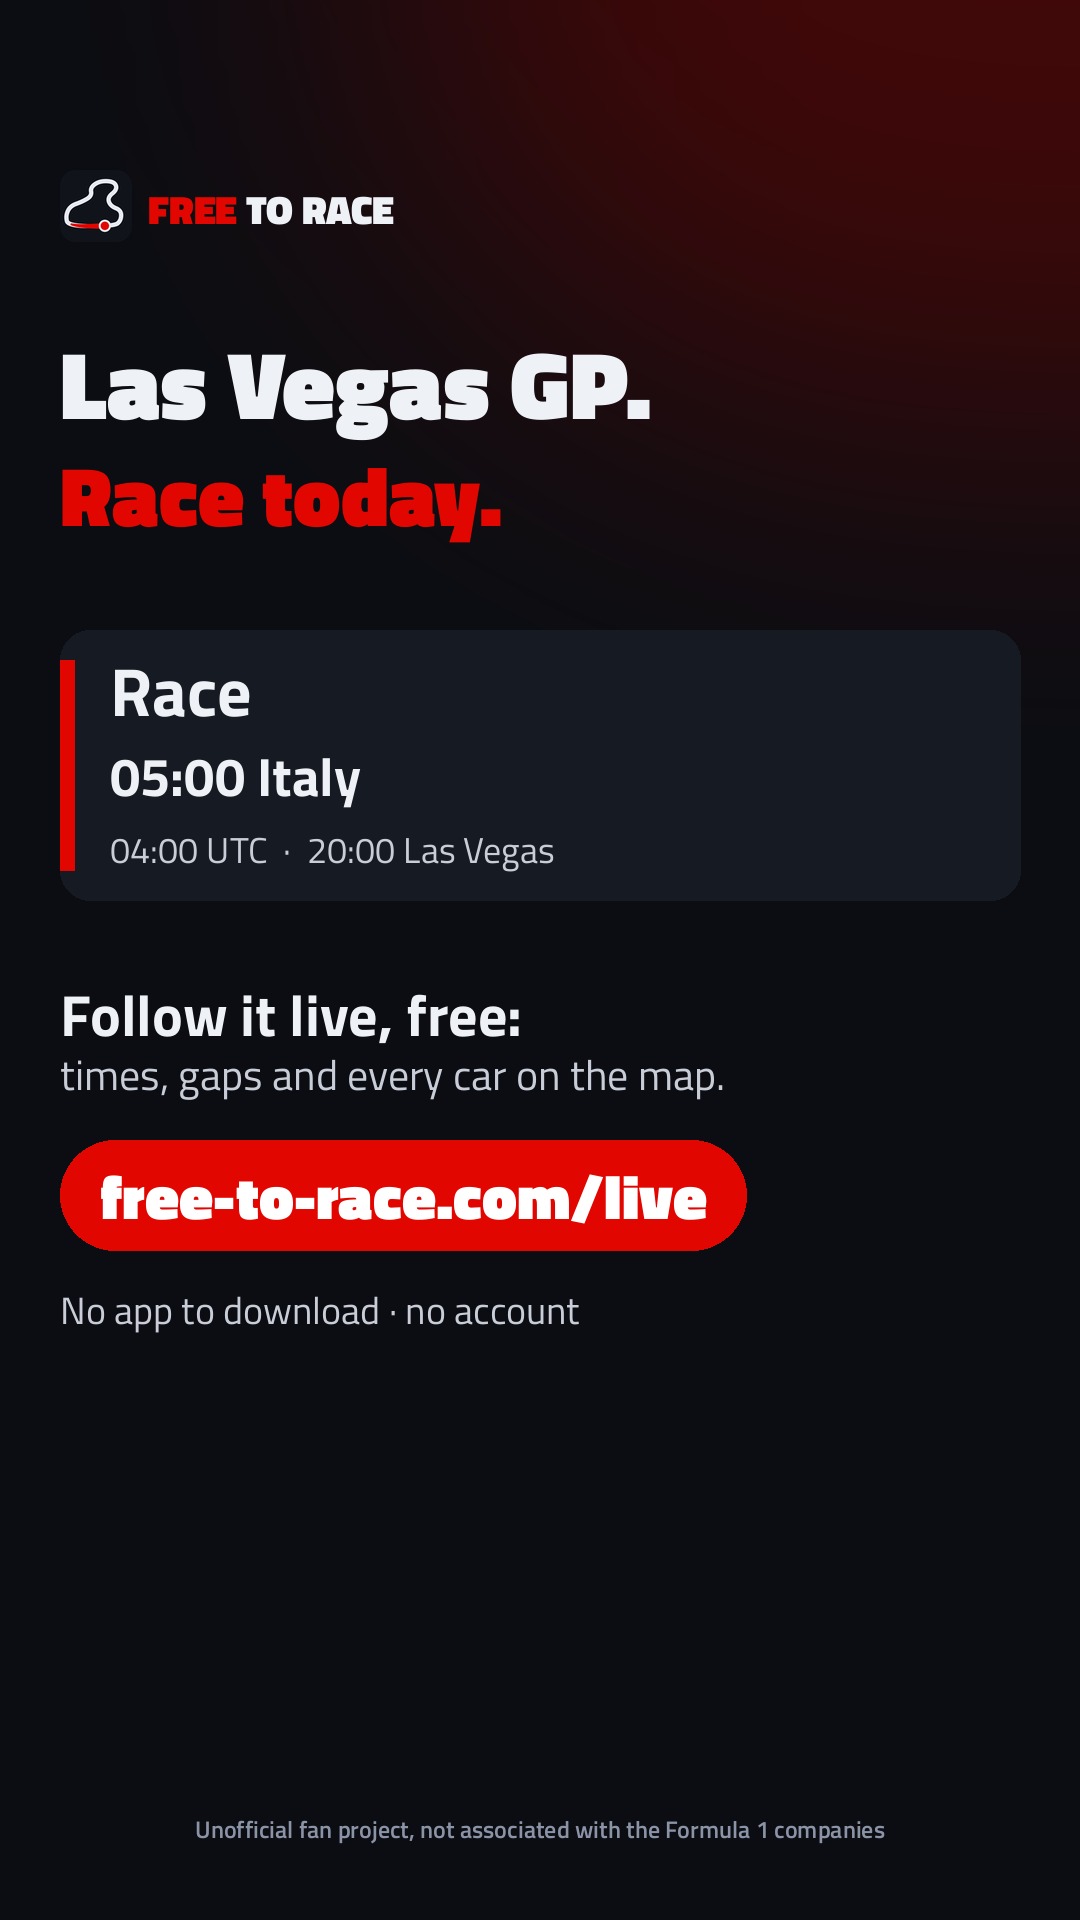 FREE TO RACE
Las Vegas GP.
Race today.
Race
05:00 Italy
04:00 UTC · 20:00 Las Vegas
Follow it live, free:
times, gaps and every car on the map.
free-to-race.com/live
No app to download · no account
Unofficial fan project, not associated with the Formula 1 companies